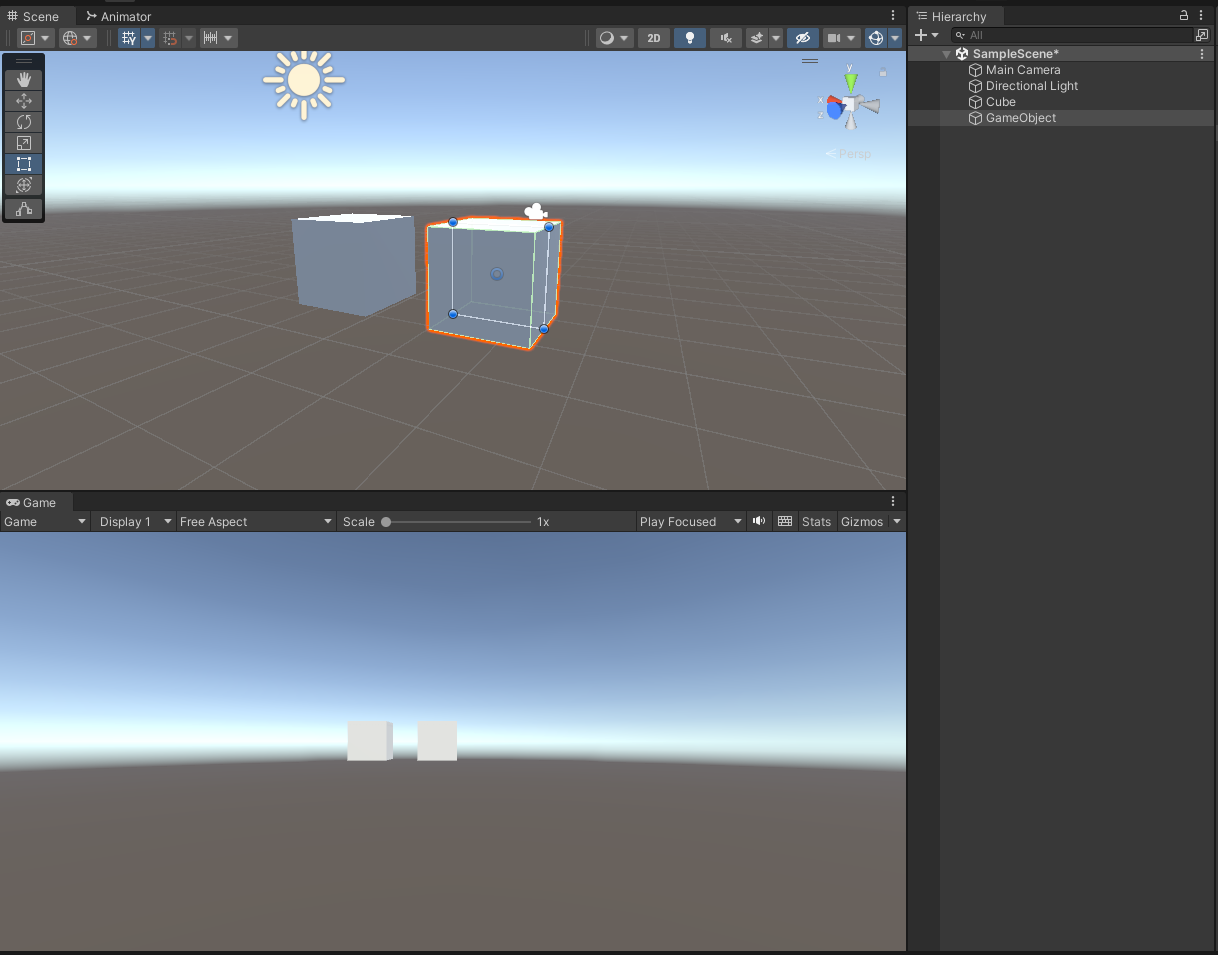 Scene
Animator
2D
y
x
z
Persp
Game
Game
Display 1
Free Aspect
Scale
1x
Play Focused
Stats
Gizmos
Hierarchy
All
SampleScene*
Main Camera
Directional Light
Cube
GameObject